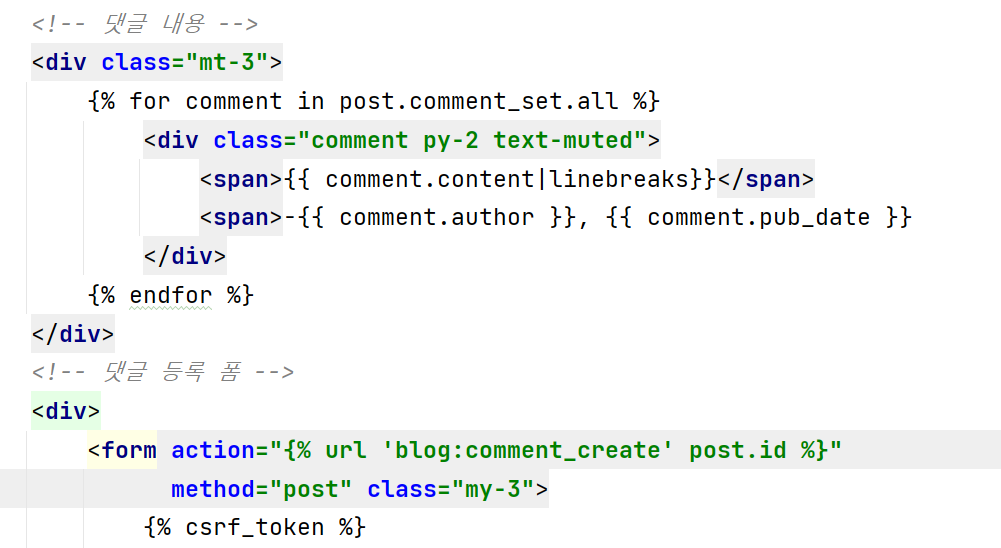 <!-- 댓글 내용 -->
<div class="mt-3">
{% for comment in post.comment_set.all %}
<div class="comment py-2 text-muted">
<span>{{ comment.content|linebreaks}}</span>
<span>-{{ comment.author }}, {{ comment.pub_date }}
</div>
{% endfor %}
</div>
<!-- 댓글 등록 폼 -->
<div>
<form action="{% url 'blog:comment_create' post.id %}"
method="post" class="my-3">
{% csrf_token %}